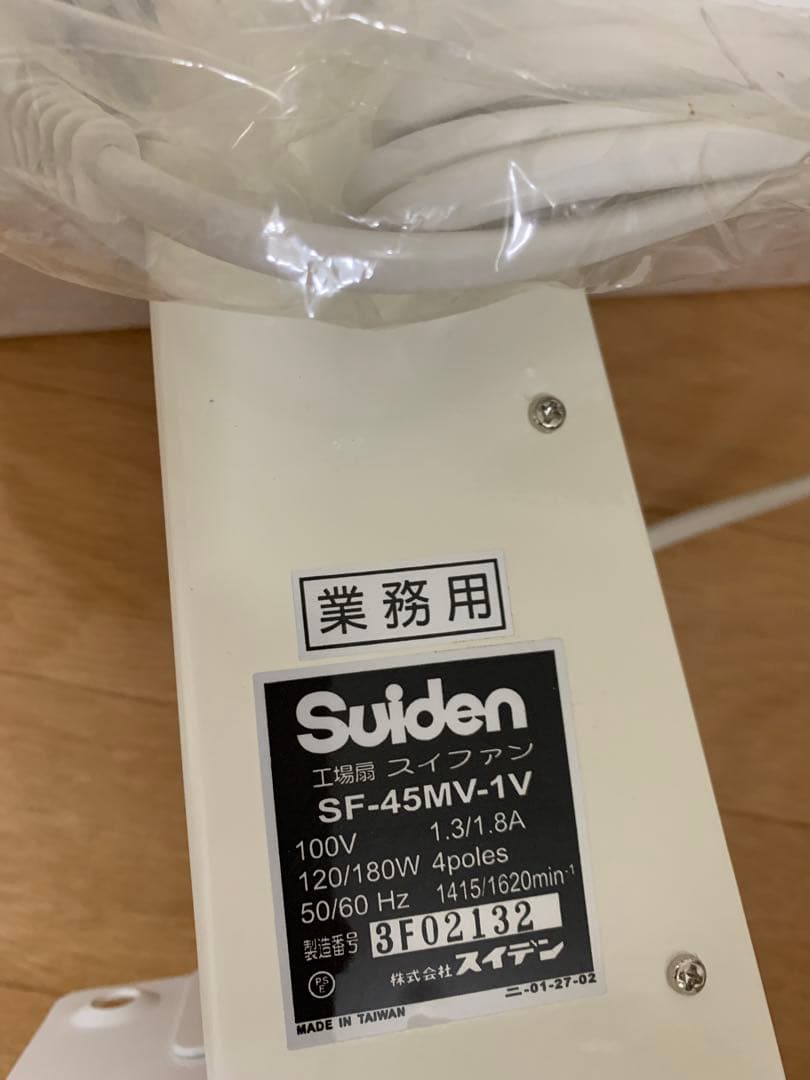 業務用
Suiden
工場扇 スイファン
SF-45MV-1V
100V 1.3/1.8A
120/180W 4poles
50/60 Hz 1415/1620min⁻¹
製造番号 3F02132
PSE 株式会社 スイデン
ニ-01-27-02
MADE IN TAIWAN